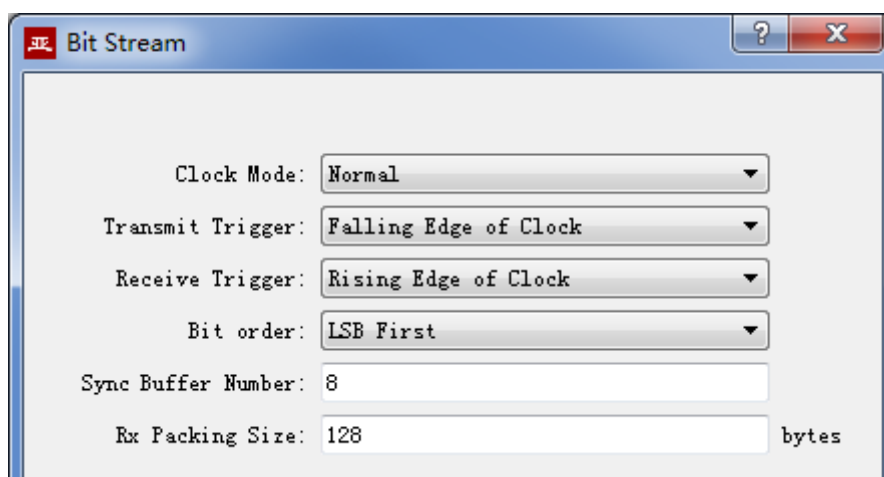 亚 Bit Stream
Clock Mode: Normal
Transmit Trigger: Falling Edge of Clock
Receive Trigger: Rising Edge of Clock
Bit order: LSB First
Sync Buffer Number: 8
Rx Packing Size: 128 bytes